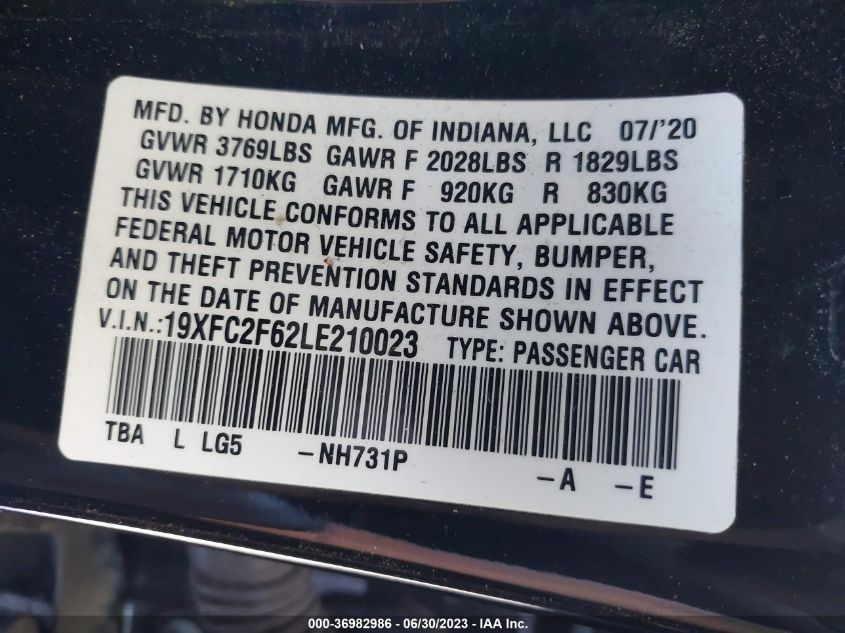 MFD. BY HONDA MFG. OF INDIANA, LLC 07/'20
GVWR 3769LBS GAWR F 2028LBS R 1829LBS
GVWR 1710KG GAWR F 920KG R 830KG
THIS VEHICLE CONFORMS TO ALL APPLICABLE
FEDERAL MOTOR VEHICLE SAFETY, BUMPER,
AND THEFT PREVENTION STANDARDS IN EFFECT
ON THE DATE OF MANUFACTURE SHOWN ABOVE.
V.I.N.:19XFC2F62LE210023 TYPE: PASSENGER CAR
TBA L LG5 -NH731P -A -E
000-36982986 - 06/30/2023 - IAA Inc.